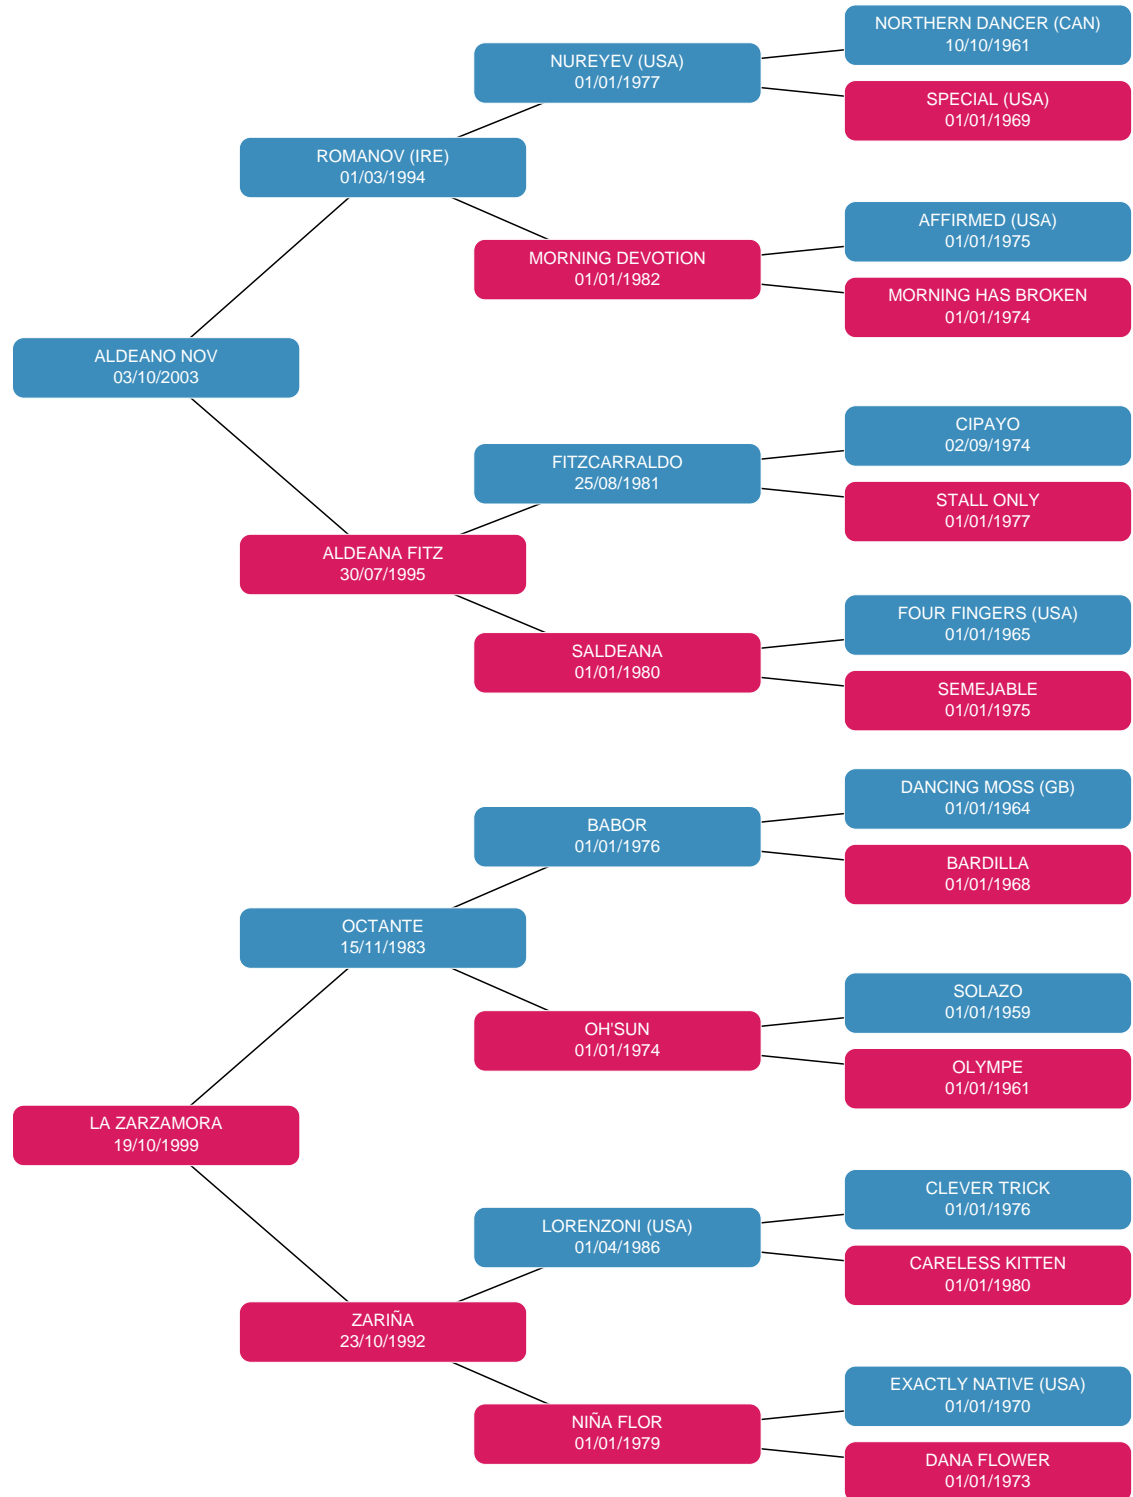 NORTHERN DANCER (CAN)
10/10/1961
NUREYEV (USA)
01/01/1977
SPECIAL (USA)
01/01/1969
ROMANOV (IRE)
01/03/1994
AFFIRMED (USA)
01/01/1975
MORNING DEVOTION
01/01/1982
MORNING HAS BROKEN
01/01/1974
ALDEANO NOV
03/10/2003
CIPAYO
02/09/1974
FITZCARRALDO
25/08/1981
STALL ONLY
01/01/1977
ALDEANA FITZ
30/07/1995
FOUR FINGERS (USA)
01/01/1965
SALDEANA
01/01/1980
SEMEJABLE
01/01/1975
DANCING MOSS (GB)
01/01/1964
BABOR
01/01/1976
BARDILLA
01/01/1968
OCTANTE
15/11/1983
SOLAZO
01/01/1959
OH'SUN
01/01/1974
OLYMPE
01/01/1961
LA ZARZAMORA
19/10/1999
CLEVER TRICK
01/01/1976
LORENZONI (USA)
01/04/1986
CARELESS KITTEN
01/01/1980
ZARIÑA
23/10/1992
EXACTLY NATIVE (USA)
01/01/1970
NIÑA FLOR
01/01/1979
DANA FLOWER
01/01/1973